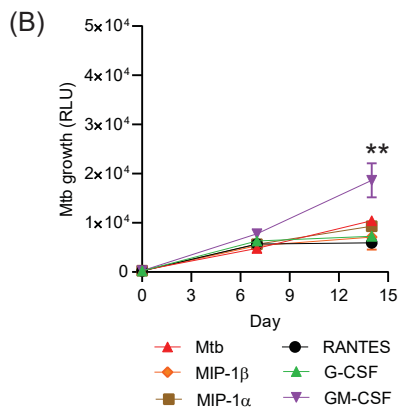 (B)
5×10⁴
4×10⁴
3×10⁴
2×10⁴
1×10⁴
0
Mtb growth (RLU)
**
0 3 6 9 12 15
Day
Mtb RANTES
MIP-1β G-CSF
MIP-1α GM-CSF